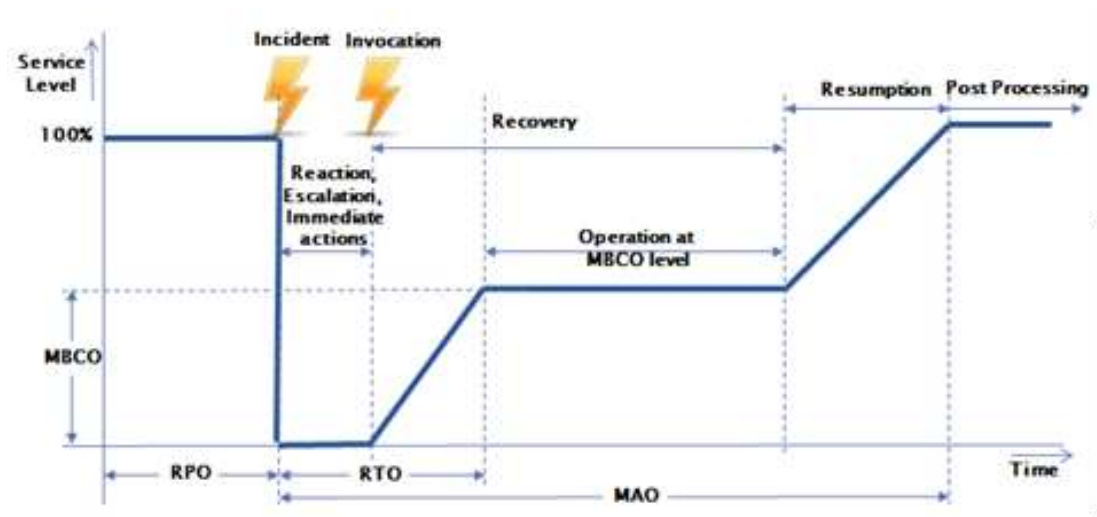 Incident Invocation
Service
Level
Resumption Post Processing
100%
Recovery
Reaction,
Escalation,
Immediate
actions
Operation at
MBCO level
MBCO
RPO
RTO
Time
MAO